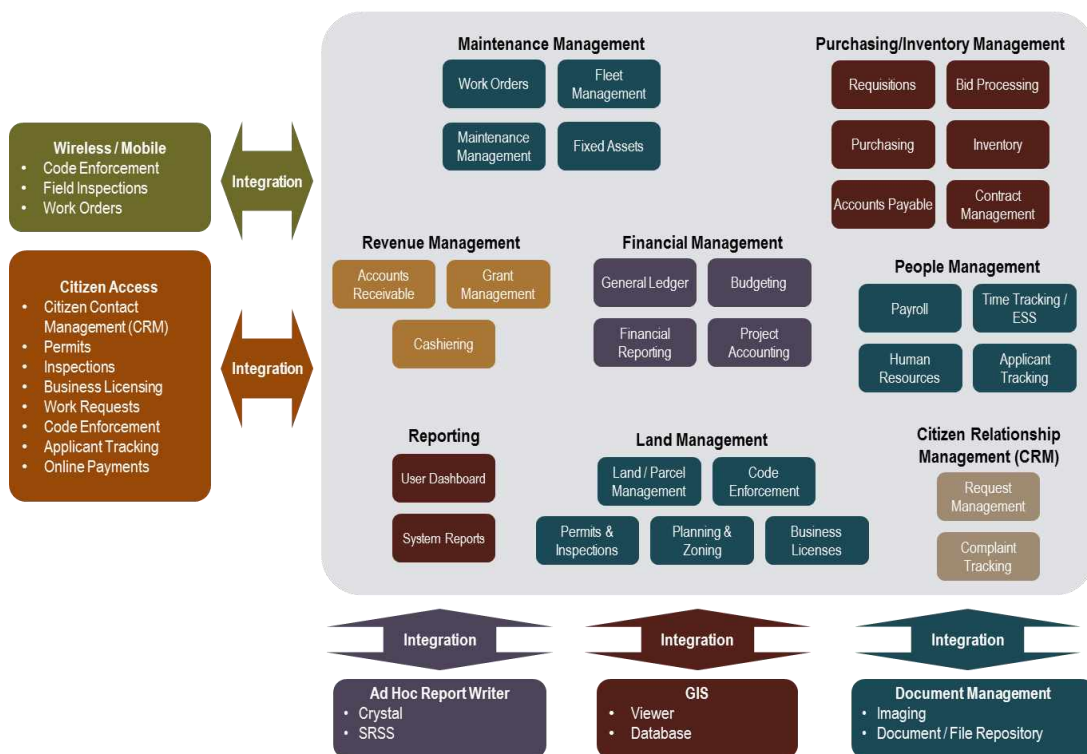 Maintenance Management
Work Orders
Fleet
Management
Maintenance
Management
Fixed Assets
Purchasing/Inventory Management
Requisitions
Bid Processing
Purchasing
Inventory
Accounts Payable
Contract
Management
Wireless / Mobile
• Code Enforcement
• Field Inspections
• Work Orders
Integration
Citizen Access
• Citizen Contact
Management (CRM)
• Permits
• Inspections
• Business Licensing
• Work Requests
• Code Enforcement
• Applicant Tracking
• Online Payments
Integration
Revenue Management
Accounts
Receivable
Grant
Management
Cashiering
Financial Management
General Ledger
Budgeting
Financial
Reporting
Project
Accounting
People Management
Payroll
Time Tracking /
ESS
Human
Resources
Applicant
Tracking
Reporting
User Dashboard
System Reports
Land Management
Land / Parcel
Management
Code
Enforcement
Permits &
Inspections
Planning &
Zoning
Business
Licenses
Citizen Relationship
Management (CRM)
Request
Management
Complaint
Tracking
Integration
Integration
Integration
Ad Hoc Report Writer
• Crystal
• SRSS
GIS
• Viewer
• Database
Document Management
• Imaging
• Document / File Repository